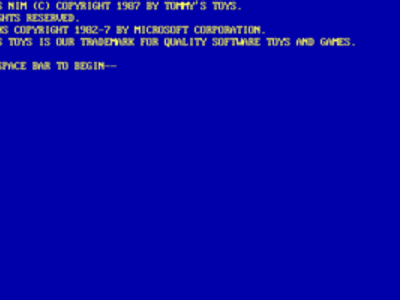 S NIM (C) COPYRIGHT 1987 BY TOMMY'S TOYS.
GHTS RESERVED.
OS COPYRIGHT 1982-7 BY MICROSOFT CORPORATION.
S TOYS IS OUR TRADEMARK FOR QUALITY SOFTWARE TOYS AND GAMES.
SPACE BAR TO BEGIN--